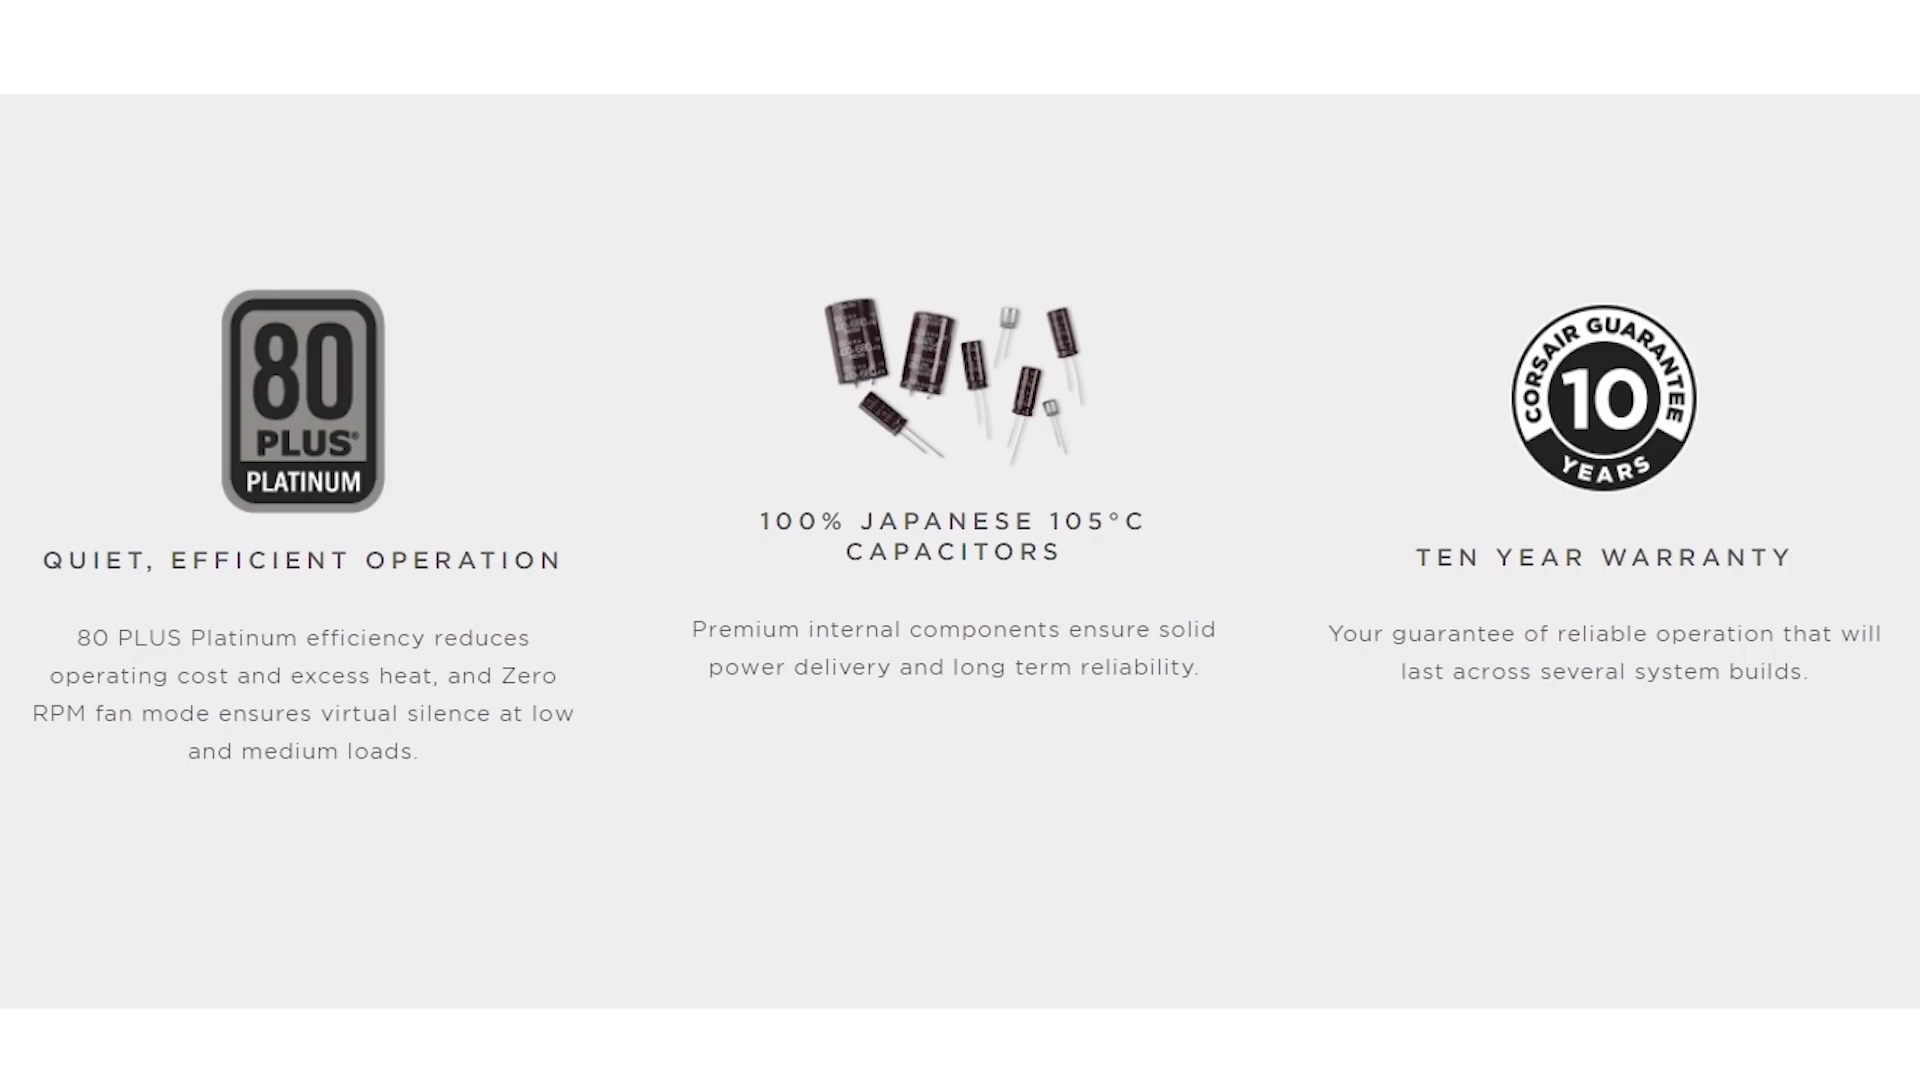 80
PLUS®
PLATINUM
QUIET, EFFICIENT OPERATION
80 PLUS Platinum efficiency reduces
operating cost and excess heat, and Zero
RPM fan mode ensures virtual silence at low
and medium loads.
100% JAPANESE 105°C
CAPACITORS
Premium internal components ensure solid
power delivery and long term reliability.
CORSAIR GUARANTEE
10
YEARS
TEN YEAR WARRANTY
Your guarantee of reliable operation that will
last across several system builds.